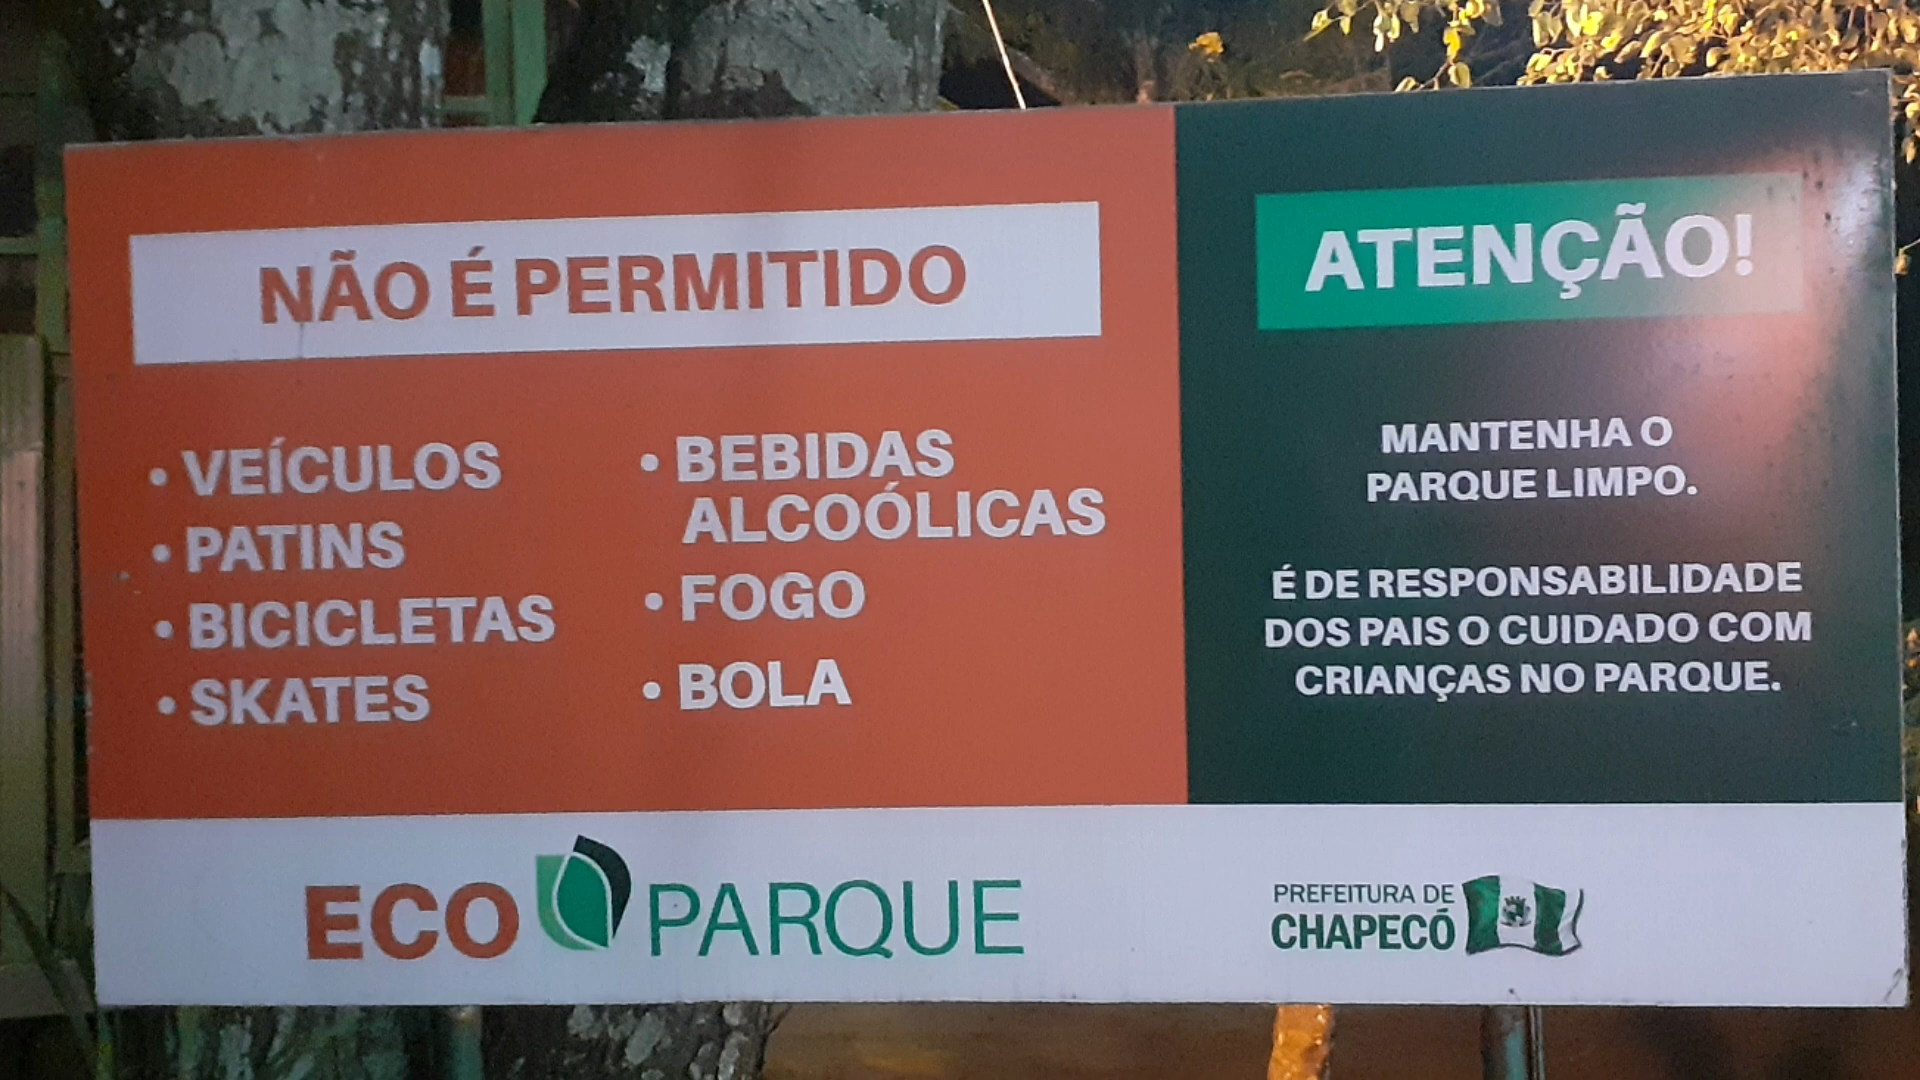 NÃO É PERMITIDO
• VEÍCULOS
• PATINS
• BICICLETAS
• SKATES
• BEBIDAS
ALCOÓLICAS
• FOGO
• BOLA
ATENÇÃO!
MANTENHA O
PARQUE LIMPO.
É DE RESPONSABILIDADE
DOS PAIS O CUIDADO COM
CRIANÇAS NO PARQUE.
ECO PARQUE
PREFEITURA DE
CHAPECÓ